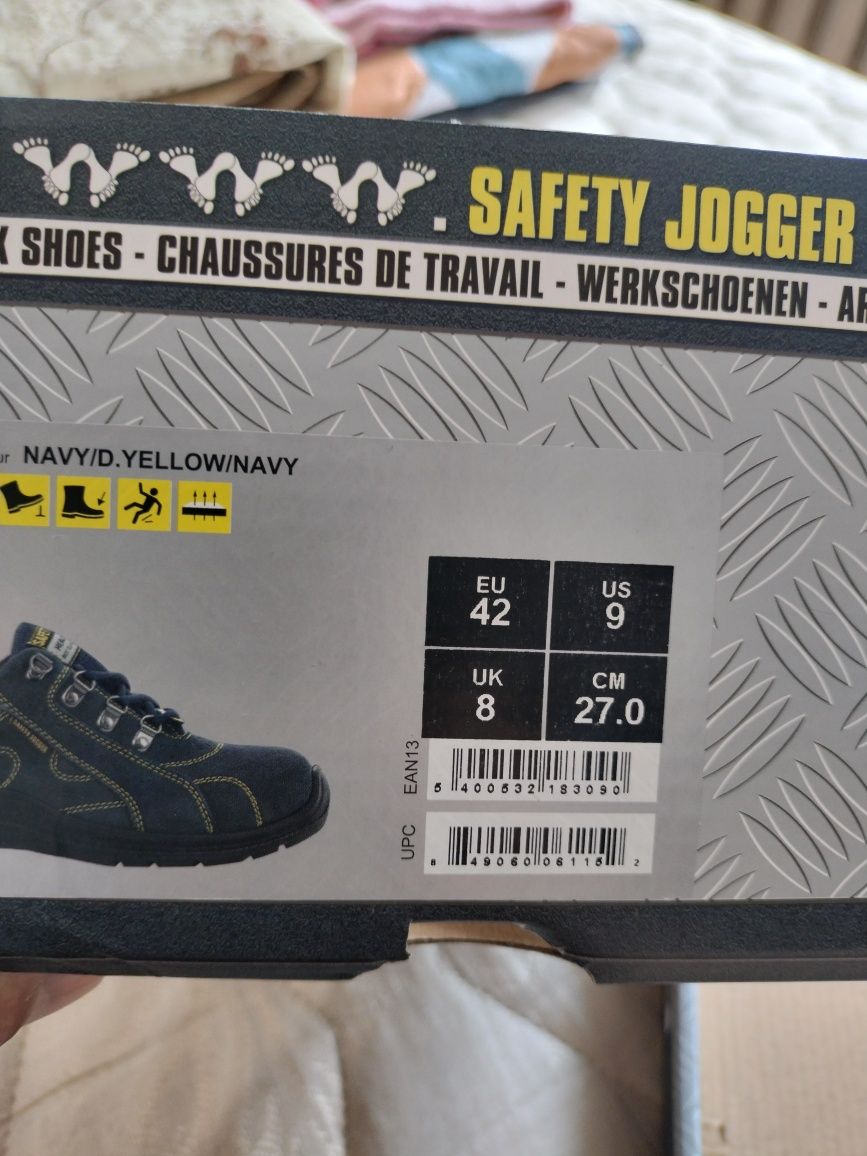 . SAFETY JOGGER
SHOES - CHAUSSURES DE TRAVAIL - WERKSCHOENEN - AR
NAVY/D.YELLOW/NAVY
EU
42
US
9
UK
8
CM
27.0
EAN13
5 400532 183090
UPC
8 49060 06115 2